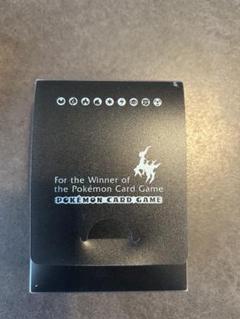 For the Winner of
the Pokémon Card Game
POKÉMON CARD GAME